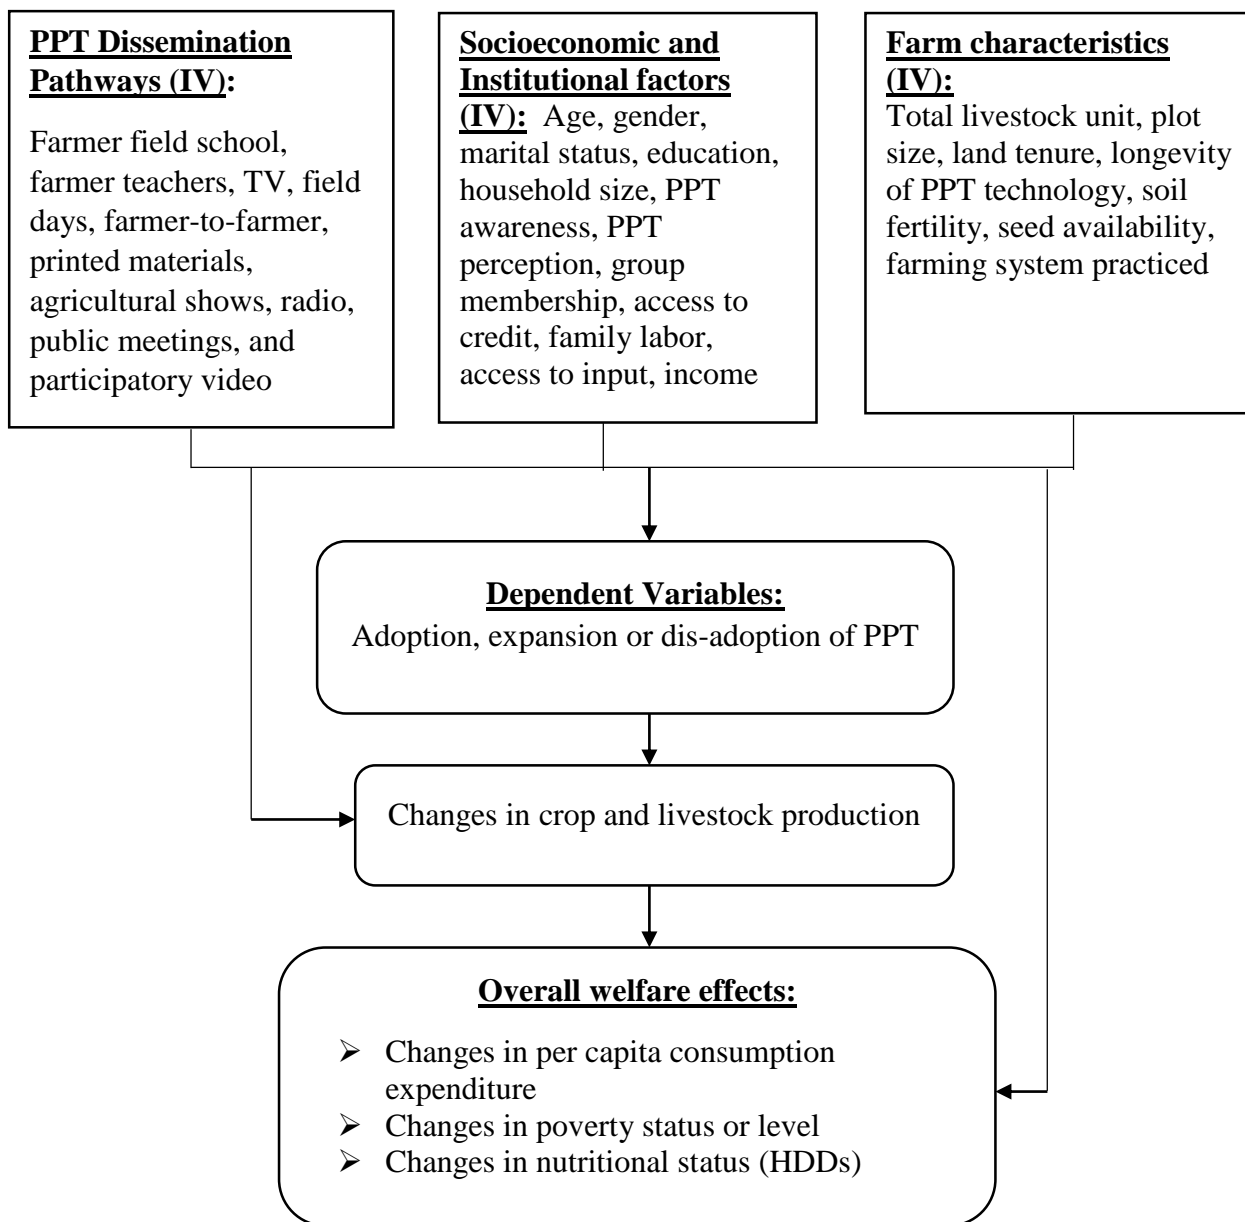 PPT Dissemination
Pathways (IV):
Farmer field school,
farmer teachers, TV, field
days, farmer-to-farmer,
printed materials,
agricultural shows, radio,
public meetings, and
participatory video
Socioeconomic and
Institutional factors
(IV): Age, gender,
marital status, education,
household size, PPT
awareness, PPT
perception, group
membership, access to
credit, family labor,
access to input, income
Farm characteristics
(IV):
Total livestock unit, plot
size, land tenure, longevity
of PPT technology, soil
fertility, seed availability,
farming system practiced
Dependent Variables:
Adoption, expansion or dis-adoption of PPT
Changes in crop and livestock production
Overall welfare effects:
➢ Changes in per capita consumption
expenditure
➢ Changes in poverty status or level
➢ Changes in nutritional status (HDDs)